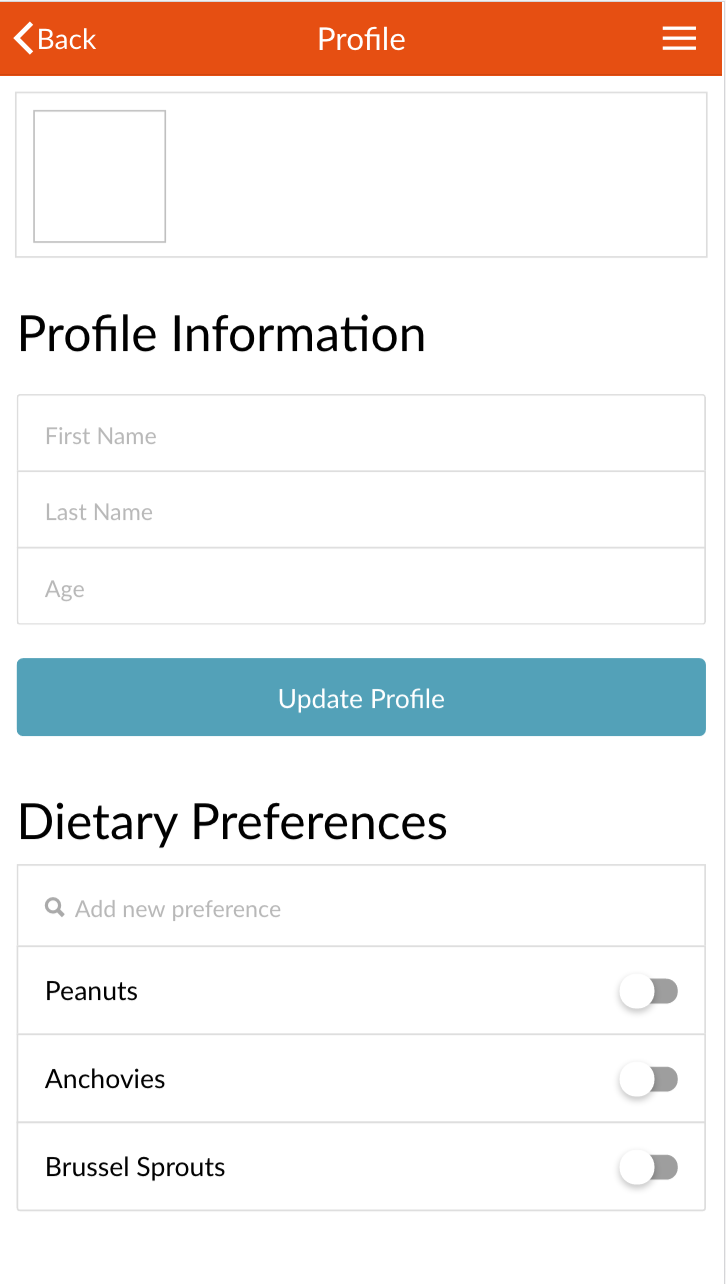 Back
Profile
Profile Information
First Name
Last Name
Age
Update Profile
Dietary Preferences
Add new preference
Peanuts
Anchovies
Brussel Sprouts